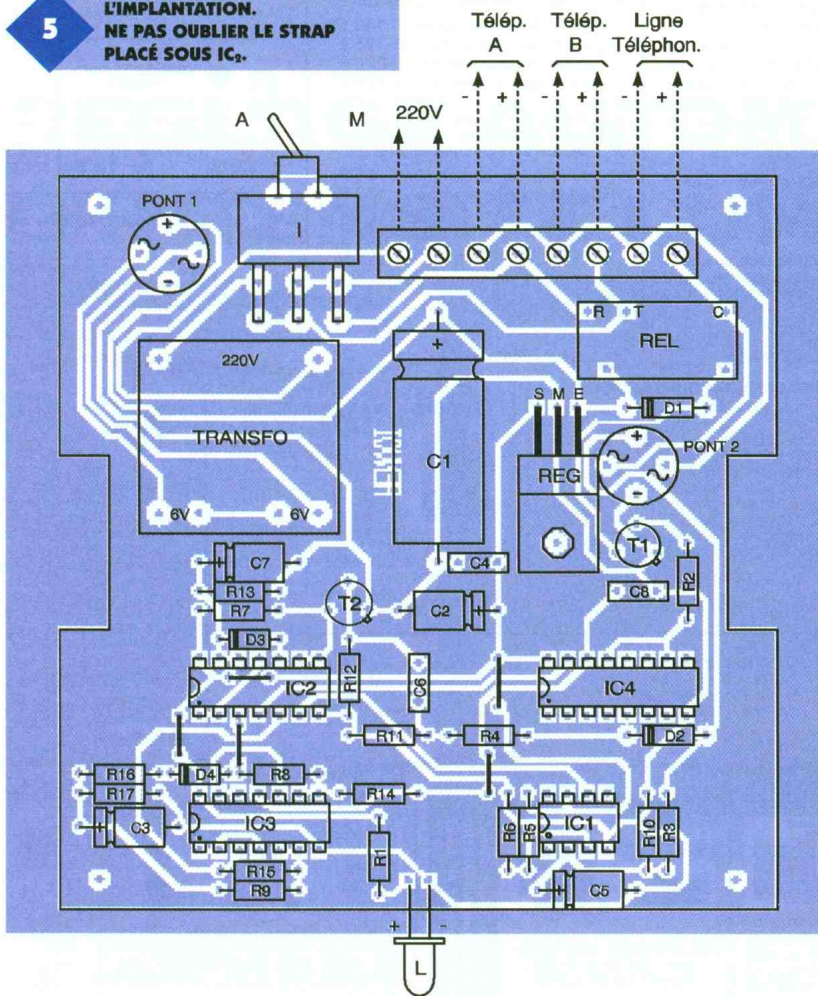 5
L'IMPLANTATION.
NE PAS OUBLIER LE STRAP
PLACÉ SOUS IC₂.
Télép. Télép. Ligne
A B Téléphon.
- + - + - +
A M 220V
PONT 1
I
R T C
REL
220V
+
S M E
D1
TRANSFO
C1
REG
+
PONT 2
-
6V 6V
T1
C7
C4
R13
R7
T2
C2
C8
R2
D3
IC2
R12
C6
IC4
R11
R4
D2
R16
D4
R8
R17
R14
C3
IC3
R1
R6
R5
IC1
R10
R3
R15
R9
C5
+ -
L